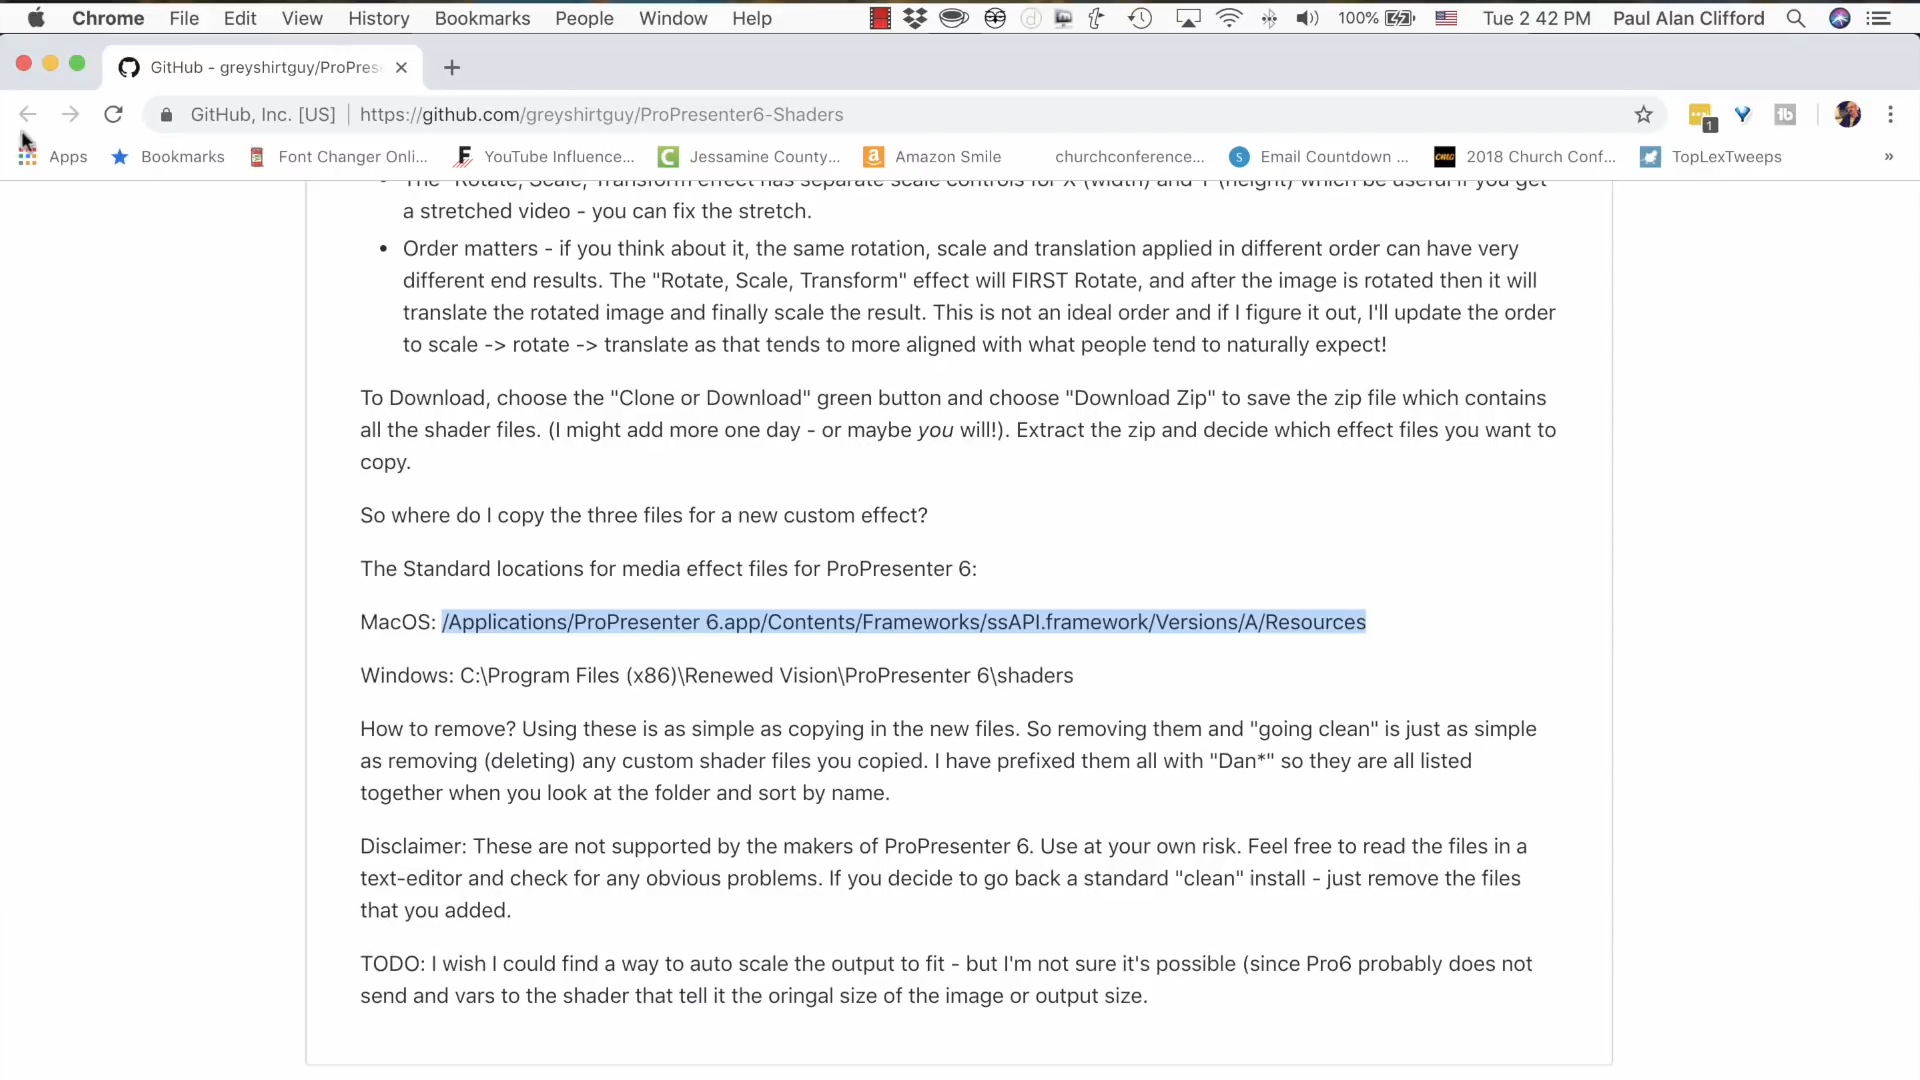 Chrome File Edit View History Bookmarks People Window Help 100% Tue 2 42 PM Paul Alan Clifford
GitHub - greyshirtguy/ProPrese
GitHub, Inc. [US] https://github.com/greyshirtguy/ProPresenter6-Shaders 1
Apps Bookmarks Font Changer Onli... YouTube Influence... Jessamine County,... Amazon Smile churchconference... Email Countdown ... 2018 Church Conf... TopLexTweeps »
• The "Rotate, Scale, Transform effect has separate scale controls for X (width) and Y (height) which be useful if you get
a stretched video - you can fix the stretch.
• Order matters - if you think about it, the same rotation, scale and translation applied in different order can have very
different end results. The "Rotate, Scale, Transform" effect will FIRST Rotate, and after the image is rotated then it will
translate the rotated image and finally scale the result. This is not an ideal order and if I figure it out, I'll update the order
to scale -> rotate -> translate as that tends to more aligned with what people tend to naturally expect!
To Download, choose the "Clone or Download" green button and choose "Download Zip" to save the zip file which contains
all the shader files. (I might add more one day - or maybe you will!). Extract the zip and decide which effect files you want to
copy.
So where do I copy the three files for a new custom effect?
The Standard locations for media effect files for ProPresenter 6:
MacOS: /Applications/ProPresenter 6.app/Contents/Frameworks/ssAPI.framework/Versions/A/Resources
Windows: C:\Program Files (x86)\Renewed Vision\ProPresenter 6\shaders
How to remove? Using these is as simple as copying in the new files. So removing them and "going clean" is just as simple
as removing (deleting) any custom shader files you copied. I have prefixed them all with "Dan*" so they are all listed
together when you look at the folder and sort by name.
Disclaimer: These are not supported by the makers of ProPresenter 6. Use at your own risk. Feel free to read the files in a
text-editor and check for any obvious problems. If you decide to go back a standard "clean" install - just remove the files
that you added.
TODO: I wish I could find a way to auto scale the output to fit - but I'm not sure it's possible (since Pro6 probably does not
send and vars to the shader that tell it the oringal size of the image or output size.